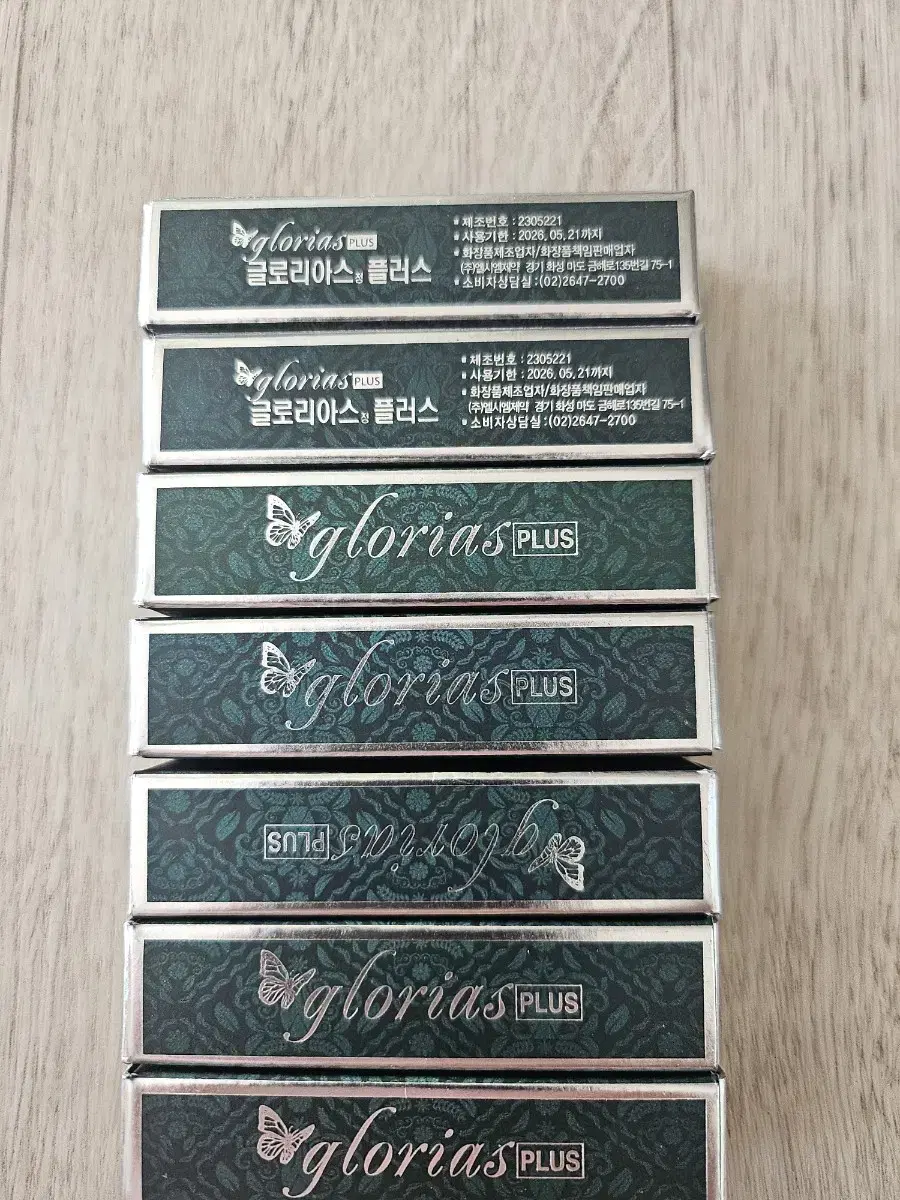 glorias PLUS
글로리아스정 플러스
제조번호 : 2305221
사용기한 : 2026. 05. 21까지
화장품제조업자/화장품책임판매업자
(주)엘시엠제약 경기 화성 마도 금헤로135번길 75-1
소비자상담실 :(02)2647-2700
glorias PLUS
글로리아스정 플러스
제조번호 : 2305221
사용기한 : 2026. 05. 21까지
화장품제조업자/화장품책임판매업자
(주)엘시엠제약 경기 화성 마도 금헤로135번길 75-1
소비자상담실 :(02)2647-2700
glorias PLUS
glorias PLUS
glorias PLUS
glorias PLUS
glorias PLUS